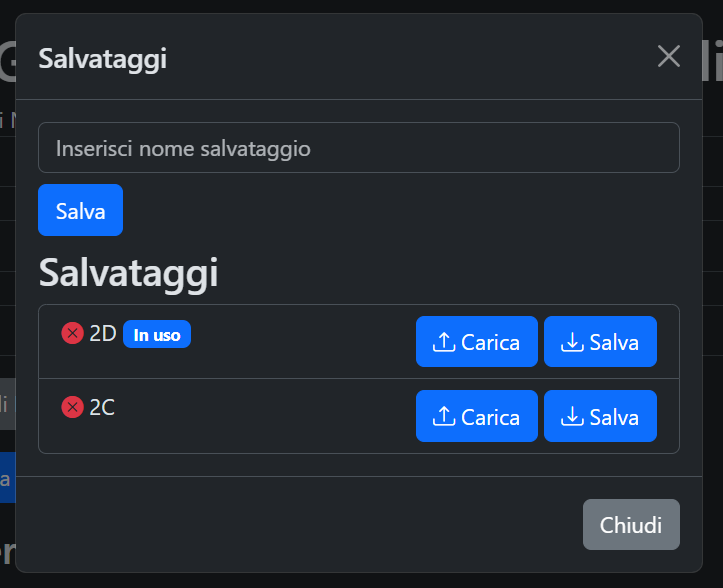 Salvataggi
Inserisci nome salvataggio
Salva
Salvataggi
2D In uso Carica Salva
2C Carica Salva
Chiudi